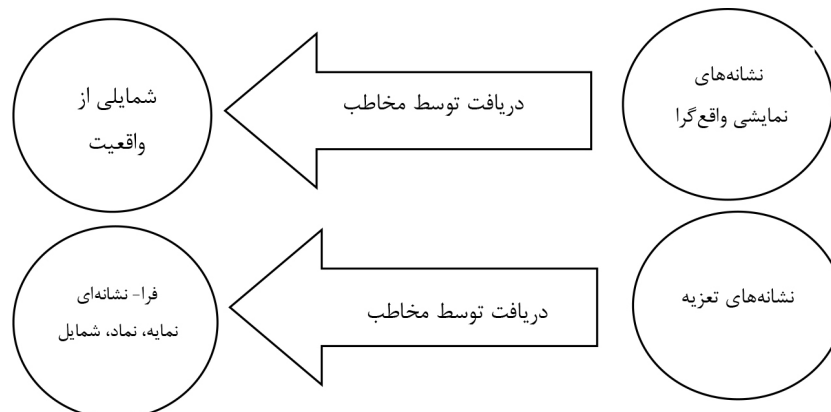 نشانه‌های
نمایشی واقع‌گرا
دریافت توسط مخاطب
شمایلی از
واقعیت
نشانه‌های تعزیه
دریافت توسط مخاطب
فرا- نشانه‌ای
نمایه، نماد، شمایل